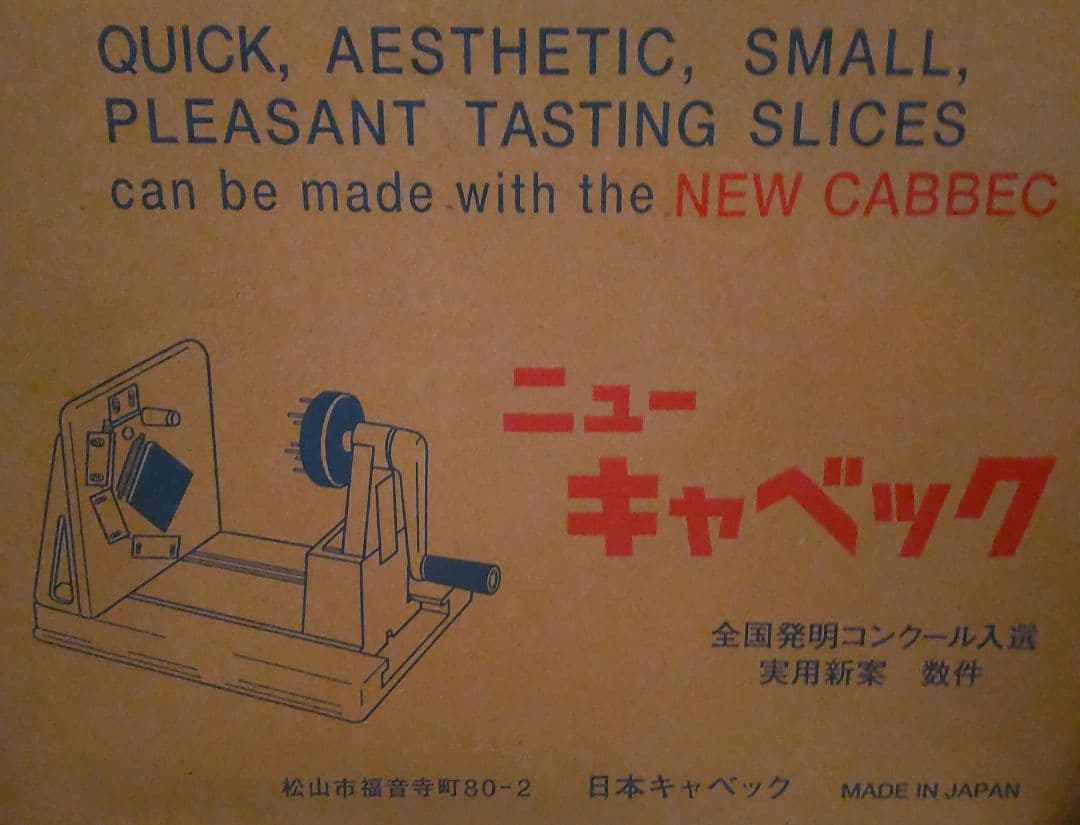 QUICK, AESTHETIC, SMALL,
PLEASANT TASTING SLICES
can be made with the NEW CABBEC
ニュー
キャベック
全国発明コンクール入選
実用新案　数件
松山市福音寺町80-2　日本キャベック　MADE IN JAPAN